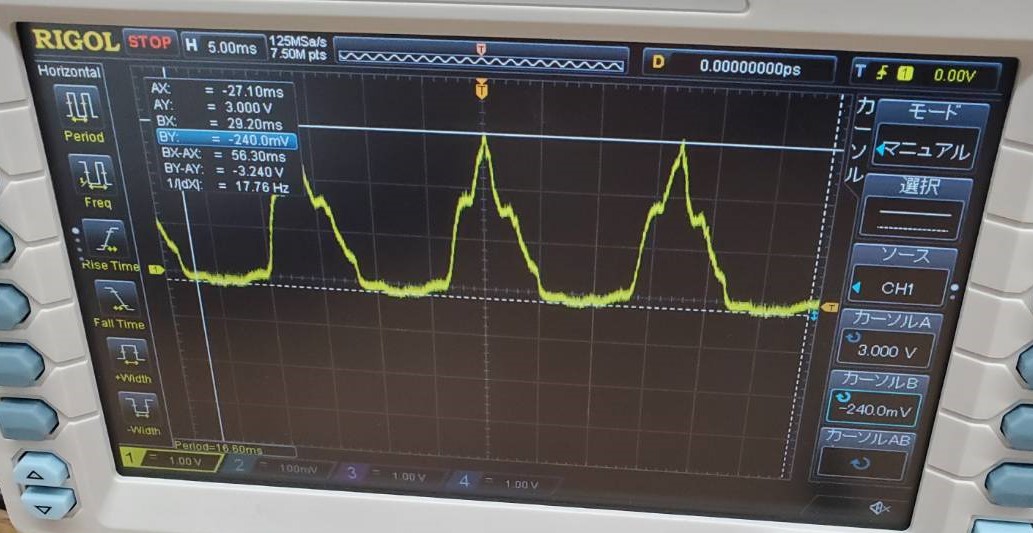 RIGOL STOP H 5.00ms 125MSa/s
7.50M pts
T
D 0.00000000ps
T 1 0.00V
Horizontal
Period
Freq
Rise Time
Fall Time
+Width
-Width
AX: = -27.10ms
AY: = 3.000 V
BX: = 29.20ms
BY: = -240.0mV
BX-AX: = 56.30ms
BY-AY: = -3.240 V
1/|dX|: = 17.76 Hz
T
1
T
Period=16.60ms
1 = 1.00 V
2 = 100mV
3 = 1.00 V
4 = 1.00 V
カーソル
モード
マニュアル
選択
ソース
CH1
カーソルA
3.000 V
カーソルB
-240.0mV
カーソルAB